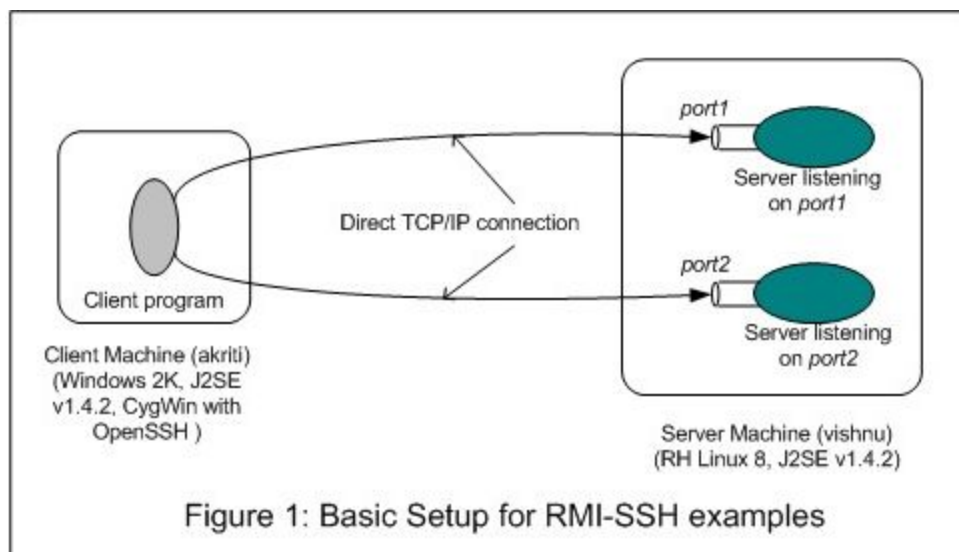 port1
Server listening
on port1
Direct TCP/IP connection
port2
Server listening
on port2
Client program
Client Machine (akriti)
(Windows 2K, J2SE
v1.4.2, CygWin with
OpenSSH )
Server Machine (vishnu)
(RH Linux 8, J2SE v1.4.2)
Figure 1: Basic Setup for RMI-SSH examples